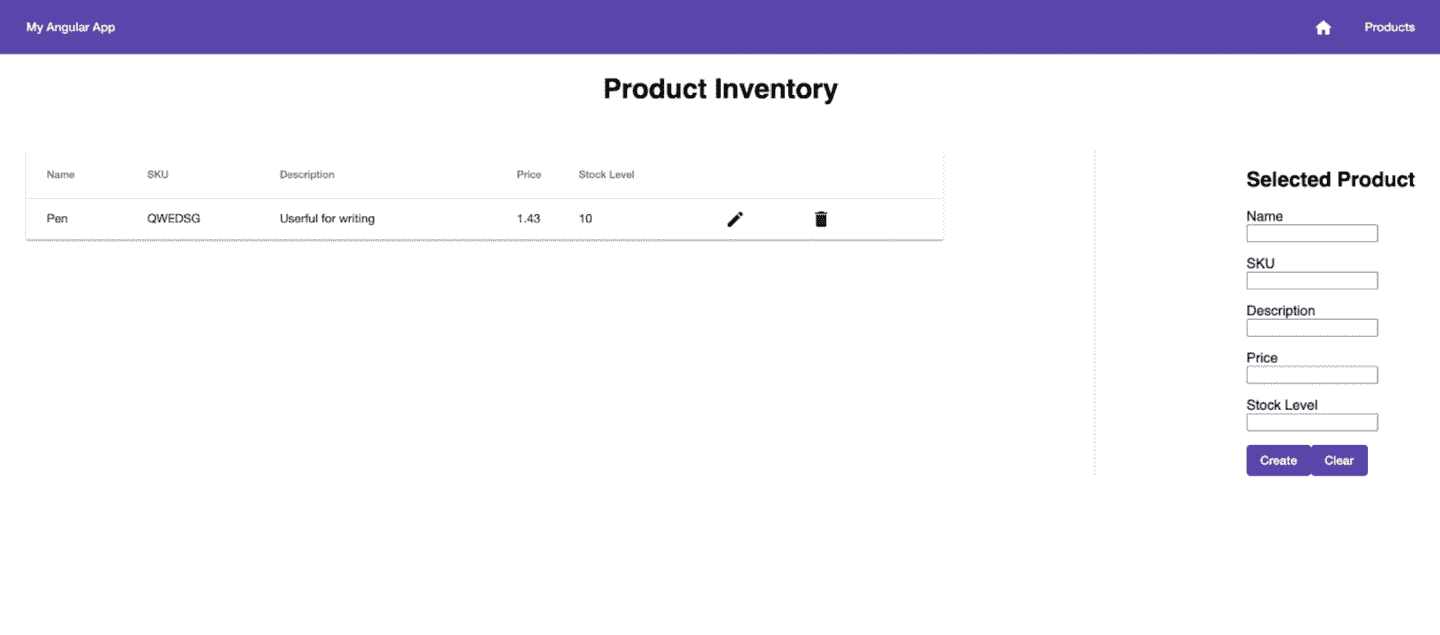 My Angular App
Products
Product Inventory
Name SKU Description Price Stock Level
Pen QWEDSG Userful for writing 1.43 10
Selected Product
Name
SKU
Description
Price
Stock Level
Create Clear